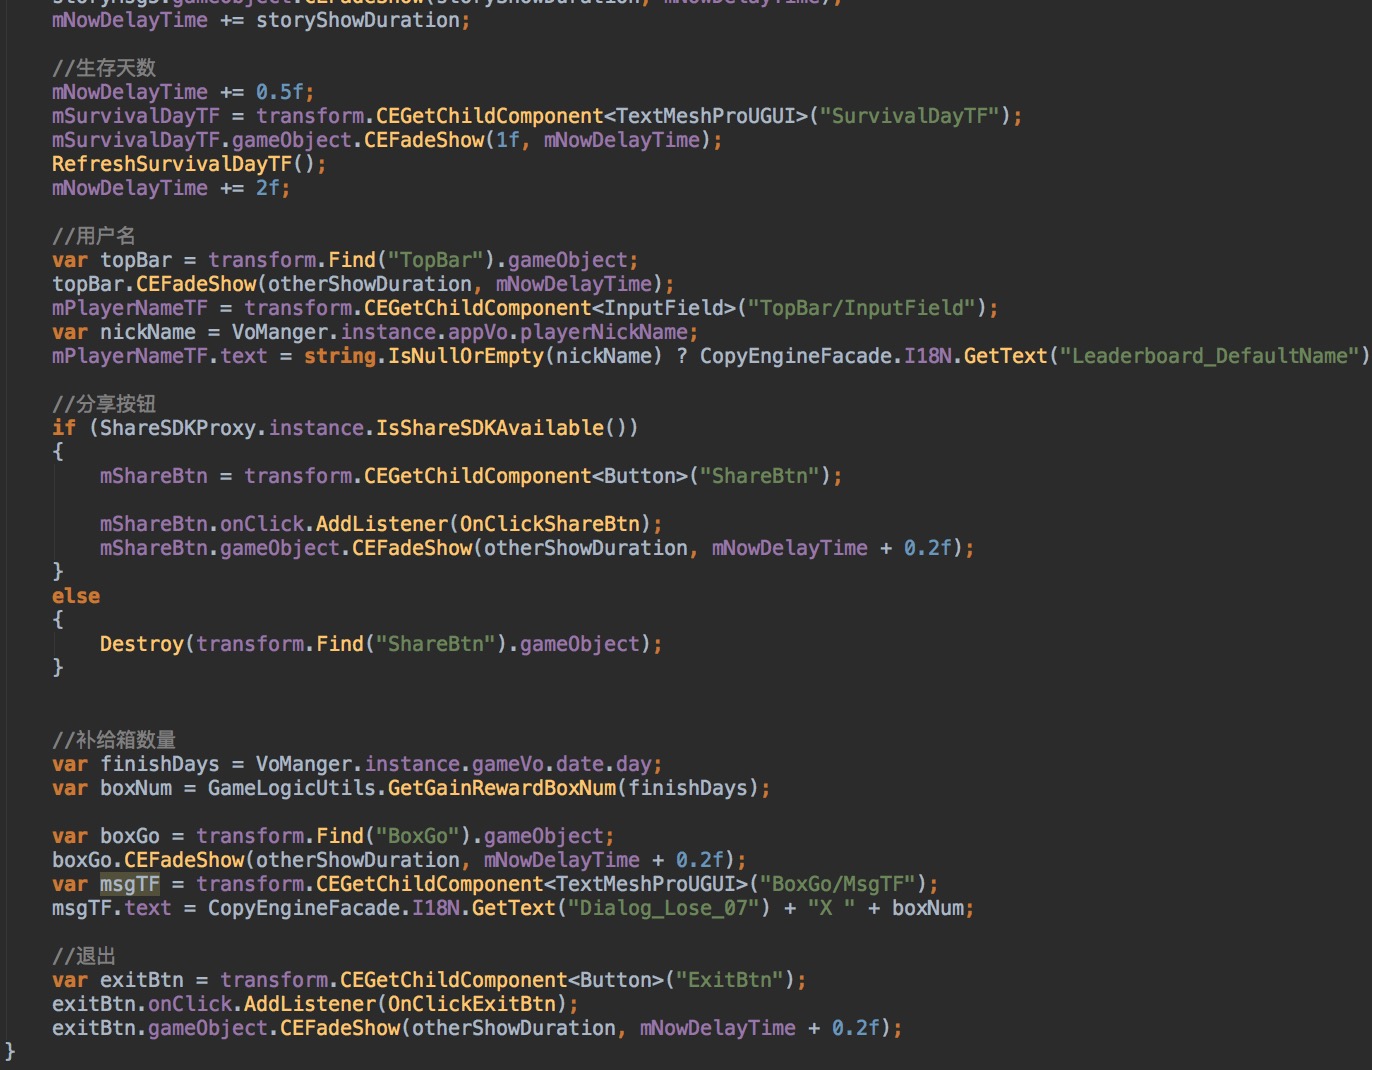 storyMsg3.gameObject.CEFadeShow(storyShowDuration, mNowDelayTime);
mNowDelayTime += storyShowDuration;
//生存天数
mNowDelayTime += 0.5f;
mSurvivalDayTF = transform.CEGetChildComponent<TextMeshProUGUI>("SurvivalDayTF");
mSurvivalDayTF.gameObject.CEFadeShow(1f, mNowDelayTime);
RefreshSurvivalDayTF();
mNowDelayTime += 2f;
//用户名
var topBar = transform.Find("TopBar").gameObject;
topBar.CEFadeShow(otherShowDuration, mNowDelayTime);
mPlayerNameTF = transform.CEGetChildComponent<InputField>("TopBar/InputField");
var nickName = VoManger.instance.appVo.playerNickName;
mPlayerNameTF.text = string.IsNullOrEmpty(nickName) ? CopyEngineFacade.I18N.GetText("Leaderboard_DefaultName")
//分享按钮
if (ShareSDKProxy.instance.IsShareSDKAvailable())
{
mShareBtn = transform.CEGetChildComponent<Button>("ShareBtn");
mShareBtn.onClick.AddListener(OnClickShareBtn);
mShareBtn.gameObject.CEFadeShow(otherShowDuration, mNowDelayTime + 0.2f);
}
else
{
Destroy(transform.Find("ShareBtn").gameObject);
}
//补给箱数量
var finishDays = VoManger.instance.gameVo.date.day;
var boxNum = GameLogicUtils.GetGainRewardBoxNum(finishDays);
var boxGo = transform.Find("BoxGo").gameObject;
boxGo.CEFadeShow(otherShowDuration, mNowDelayTime + 0.2f);
var msgTF = transform.CEGetChildComponent<TextMeshProUGUI>("BoxGo/MsgTF");
msgTF.text = CopyEngineFacade.I18N.GetText("Dialog_Lose_07") + "X " + boxNum;
//退出
var exitBtn = transform.CEGetChildComponent<Button>("ExitBtn");
exitBtn.onClick.AddListener(OnClickExitBtn);
exitBtn.gameObject.CEFadeShow(otherShowDuration, mNowDelayTime + 0.2f);
}